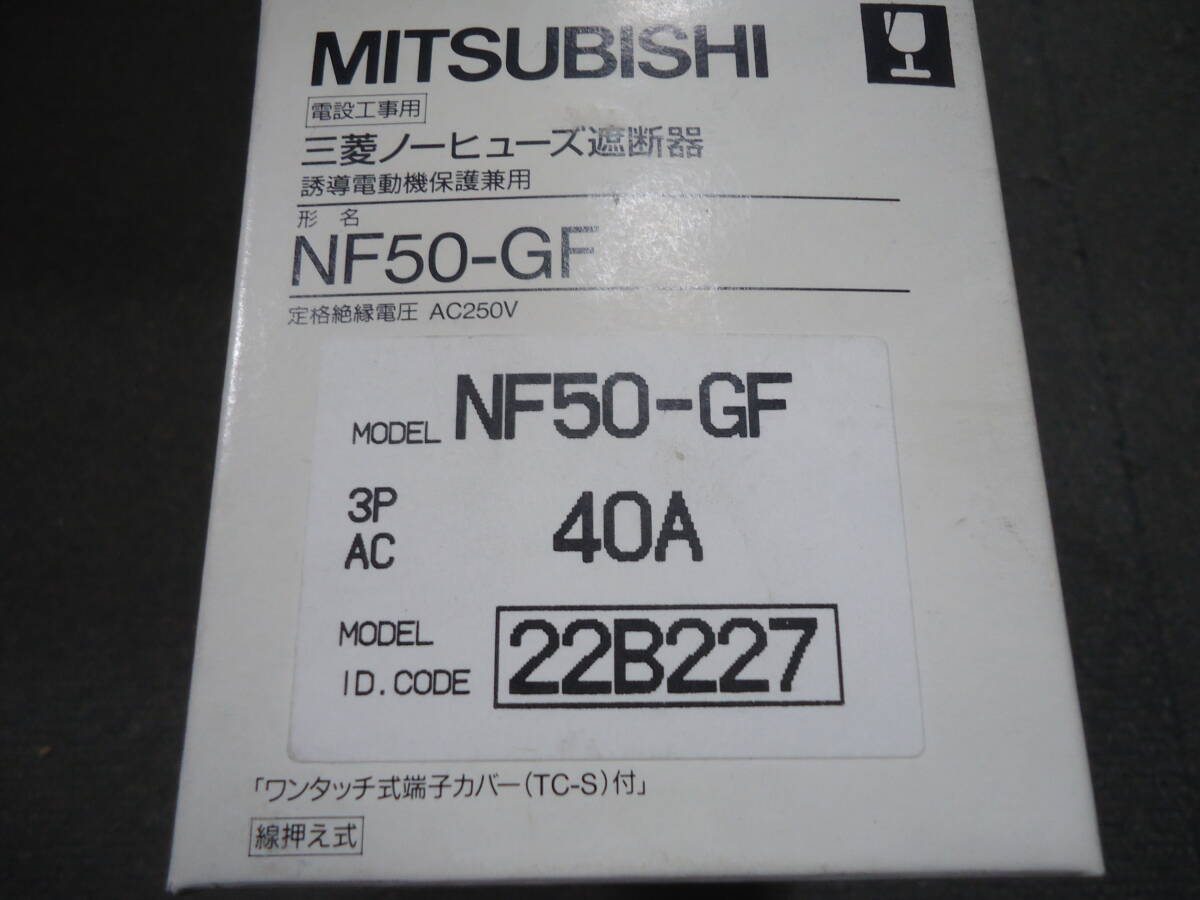 MITSUBISHI
電設工事用
三菱ノーヒューズ遮断器
誘導電動機保護兼用
形 名
NF50-GF
定格絶縁電圧 AC250V
MODEL NF50-GF
3P
AC 40A
MODEL
ID.CODE 22B227
「ワンタッチ式端子カバー(TC-S)付」
線押え式